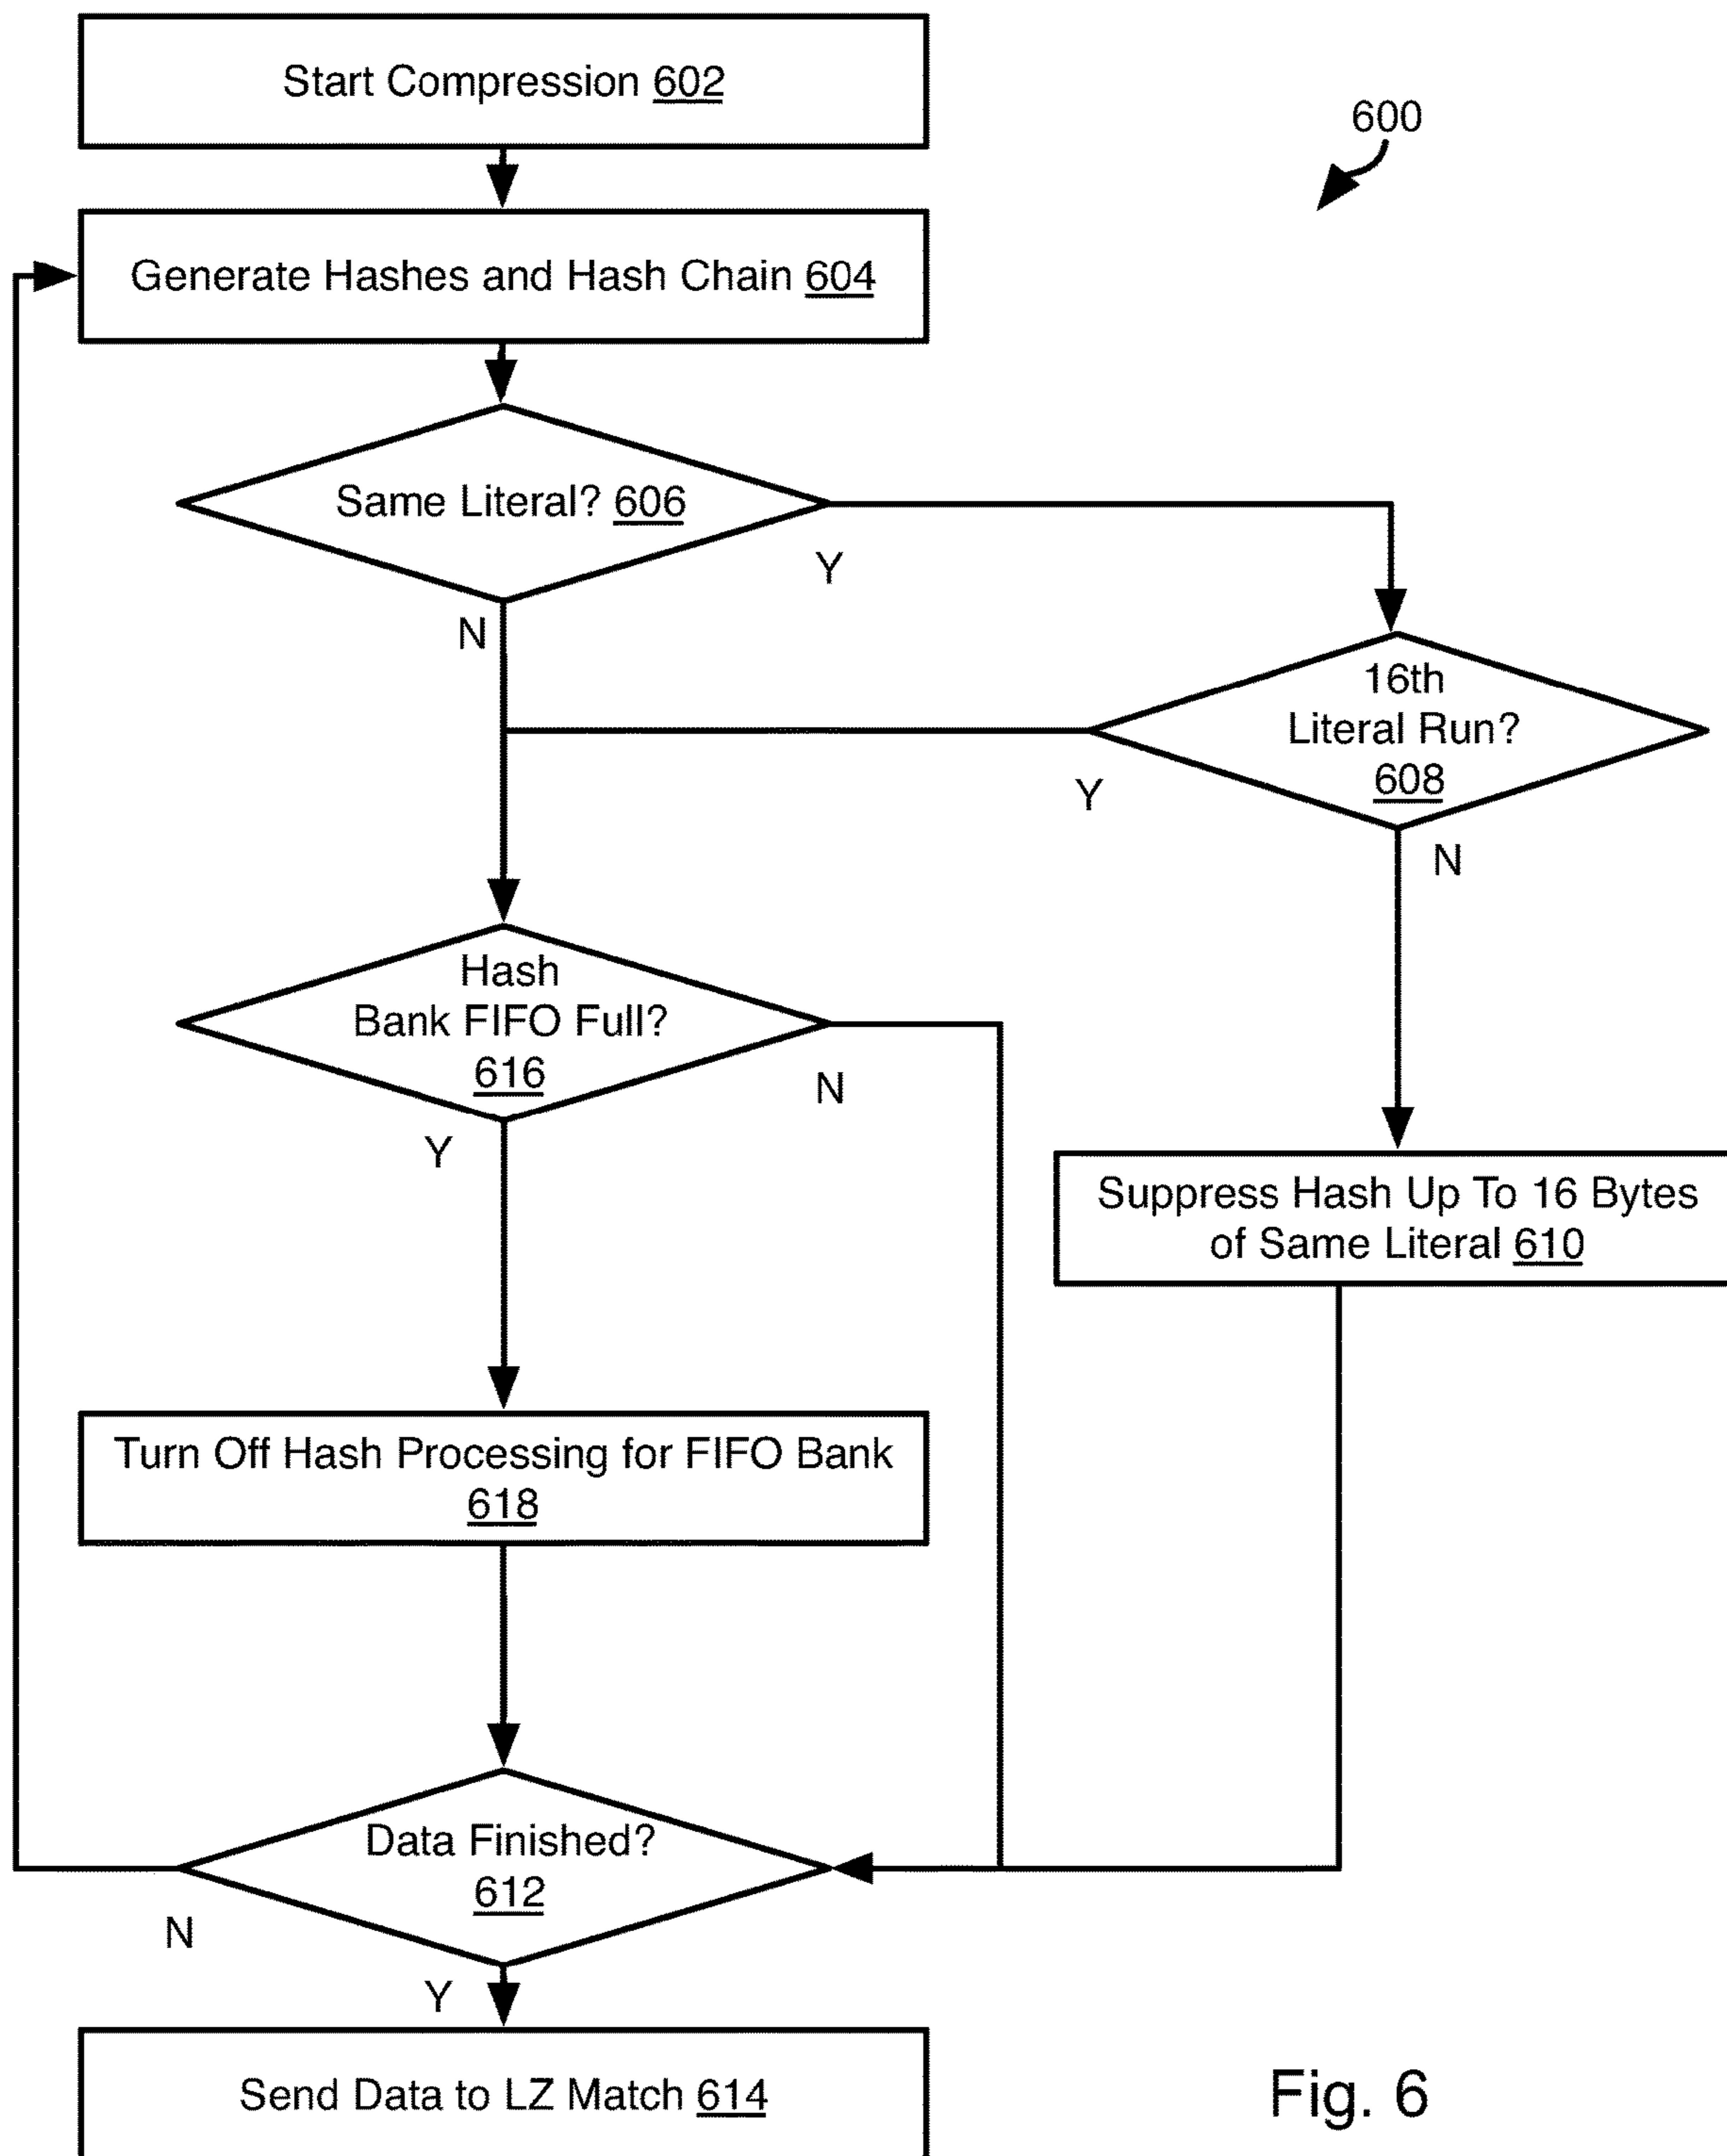 Start Compression 602
600
Generate Hashes and Hash Chain 604
Same Literal? 606
Y
N
16th
Literal Run?
608
Y
N
Hash
Bank FIFO Full?
616
N
Y
Suppress Hash Up To 16 Bytes
of Same Literal 610
Turn Off Hash Processing for FIFO Bank
618
Data Finished?
612
N
Y
Send Data to LZ Match 614
Fig. 6